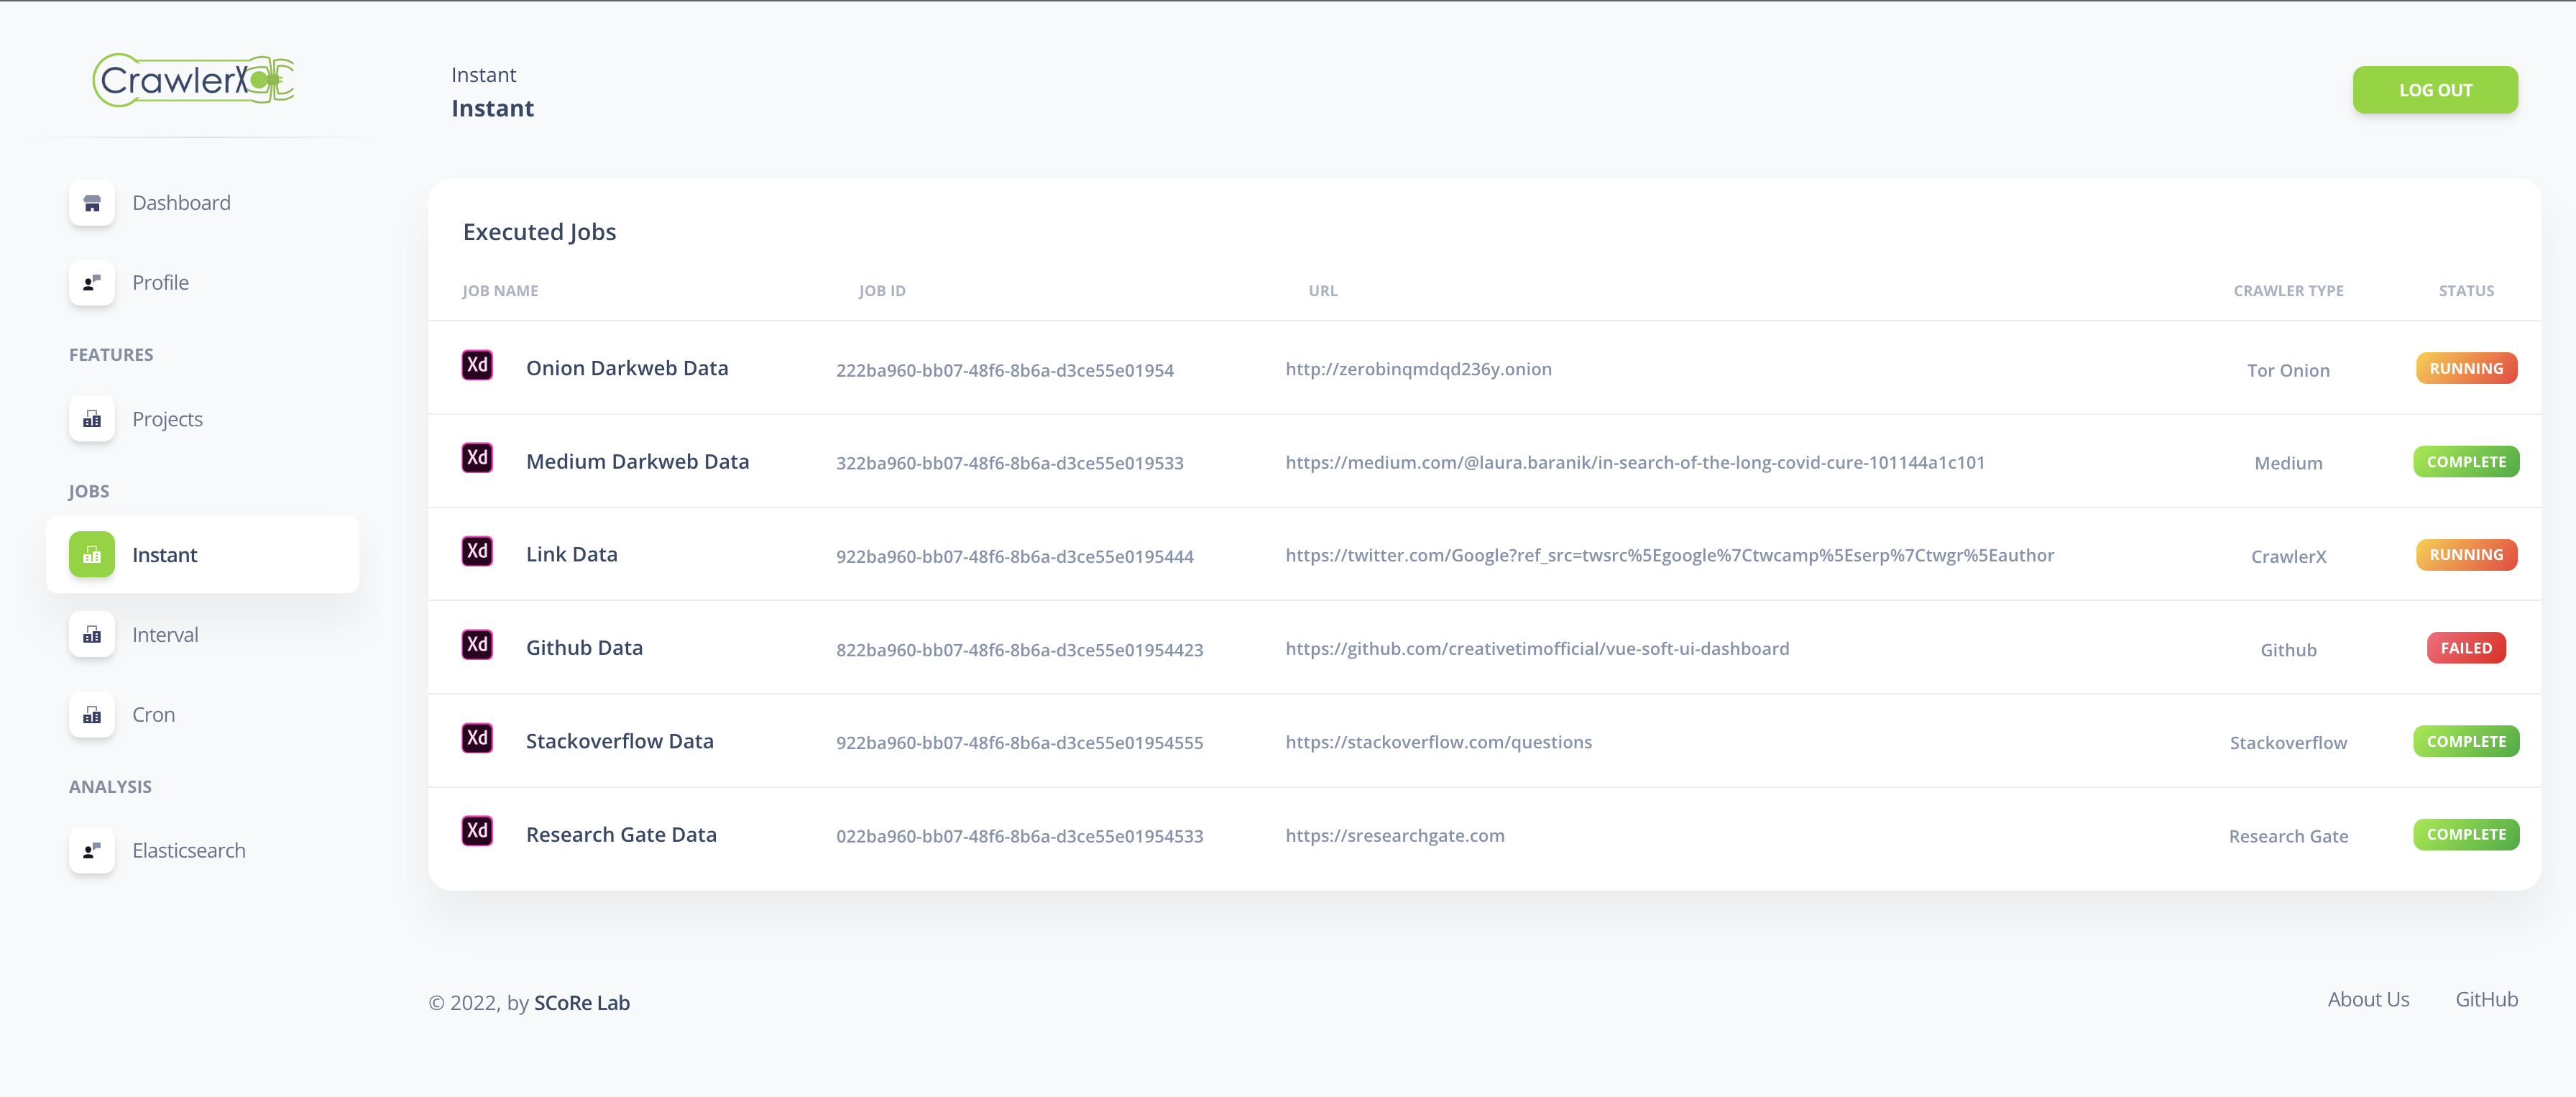 CrawlerX
Instant
Instant
LOG OUT
Dashboard
Profile
FEATURES
Projects
JOBS
Instant
Interval
Cron
ANALYSIS
Elasticsearch
Executed Jobs
JOB NAME JOB ID URL CRAWLER TYPE STATUS
Xd Onion Darkweb Data 222ba960-bb07-48f6-8b6a-d3ce55e01954 http://zerobinqmdqd236y.onion Tor Onion RUNNING
Xd Medium Darkweb Data 322ba960-bb07-48f6-8b6a-d3ce55e019533 https://medium.com/@laura.baranik/in-search-of-the-long-covid-cure-101144a1c101 Medium COMPLETE
Xd Link Data 922ba960-bb07-48f6-8b6a-d3ce55e0195444 https://twitter.com/Google?ref_src=twsrc%5Egoogle%7Ctwcamp%5Eserp%7Ctwgr%5Eauthor CrawlerX RUNNING
Xd Github Data 822ba960-bb07-48f6-8b6a-d3ce55e01954423 https://github.com/creativetimofficial/vue-soft-ui-dashboard Github FAILED
Xd Stackoverflow Data 922ba960-bb07-48f6-8b6a-d3ce55e01954555 https://stackoverflow.com/questions Stackoverflow COMPLETE
Xd Research Gate Data 022ba960-bb07-48f6-8b6a-d3ce55e01954533 https://sresearchgate.com Research Gate COMPLETE
© 2022, by SCoRe Lab
About Us GitHub